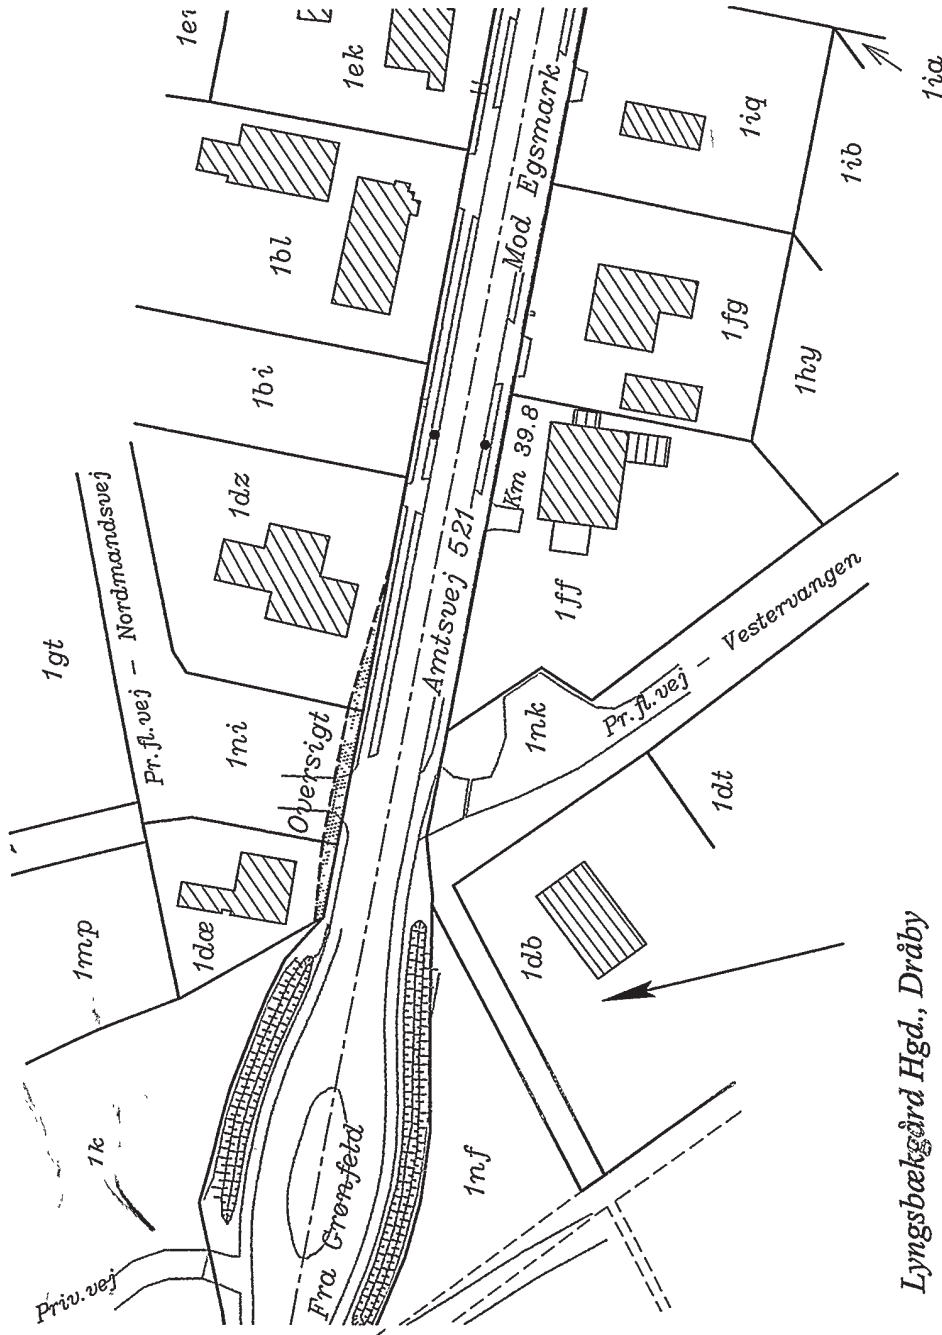 1ei
1ek
1bl
1bi
1dz
1gt
Pr.fl.vej – Nordmandsvej
1ni
Oversigt
1mp
1dæ
1k
Priv.vej
Fra Grønfeld
Amtsvej 521
Mod Egsmark
Km 39.8
1iq
1ib
1ia
1fg
1hy
1ff
1nk
Pr.fl.vej – Vestervangen
1dt
1db
1nf
Lyngsbækgård Hgd., Dråby